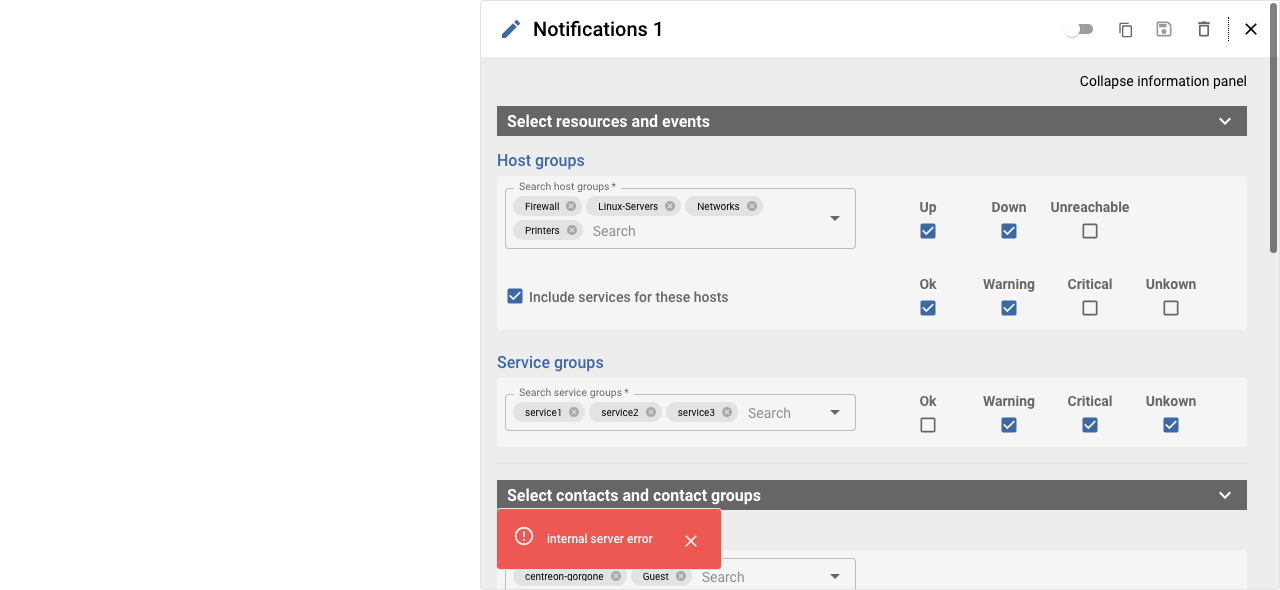 Notifications 1
Collapse information panel
Select resources and events
Host groups
Search host groups *
Firewall Linux-Servers Networks
Printers Search
Up Down Unreachable
Include services for these hosts
Ok Warning Critical Unkown
Service groups
Search service groups *
service1 service2 service3 Search
Ok Warning Critical Unkown
Select contacts and contact groups
internal server error
centreon-gorgone Guest Search